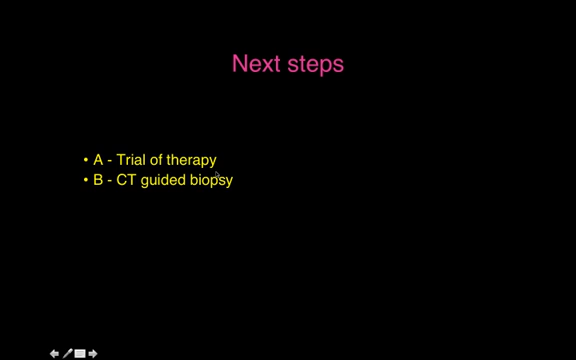 Next steps
• A - Trial of therapy
• B - CT guided biopsy